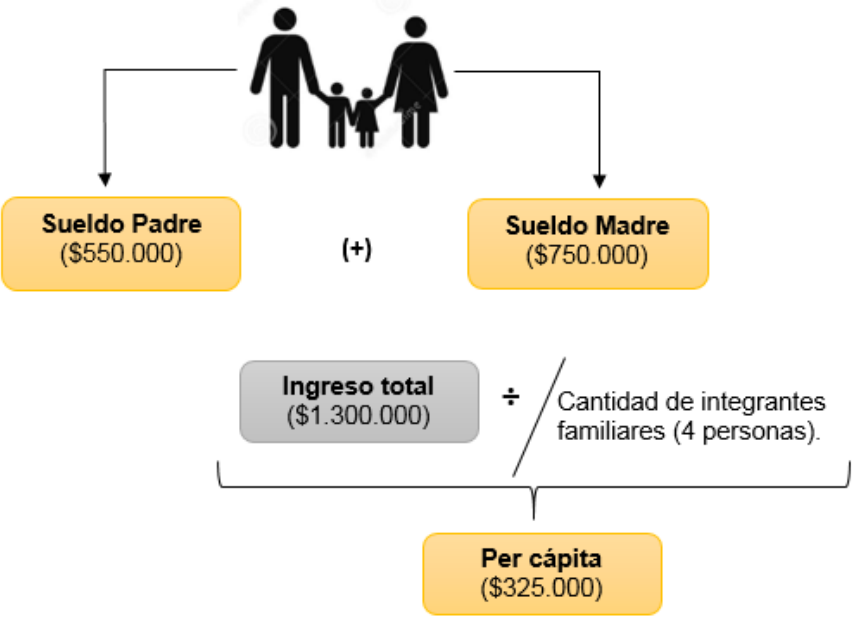 Sueldo Padre
($550.000)
(+)
Sueldo Madre
($750.000)
Ingreso total
($1.300.000)
÷
Cantidad de integrantes
familiares (4 personas).
Per cápita
($325.000)